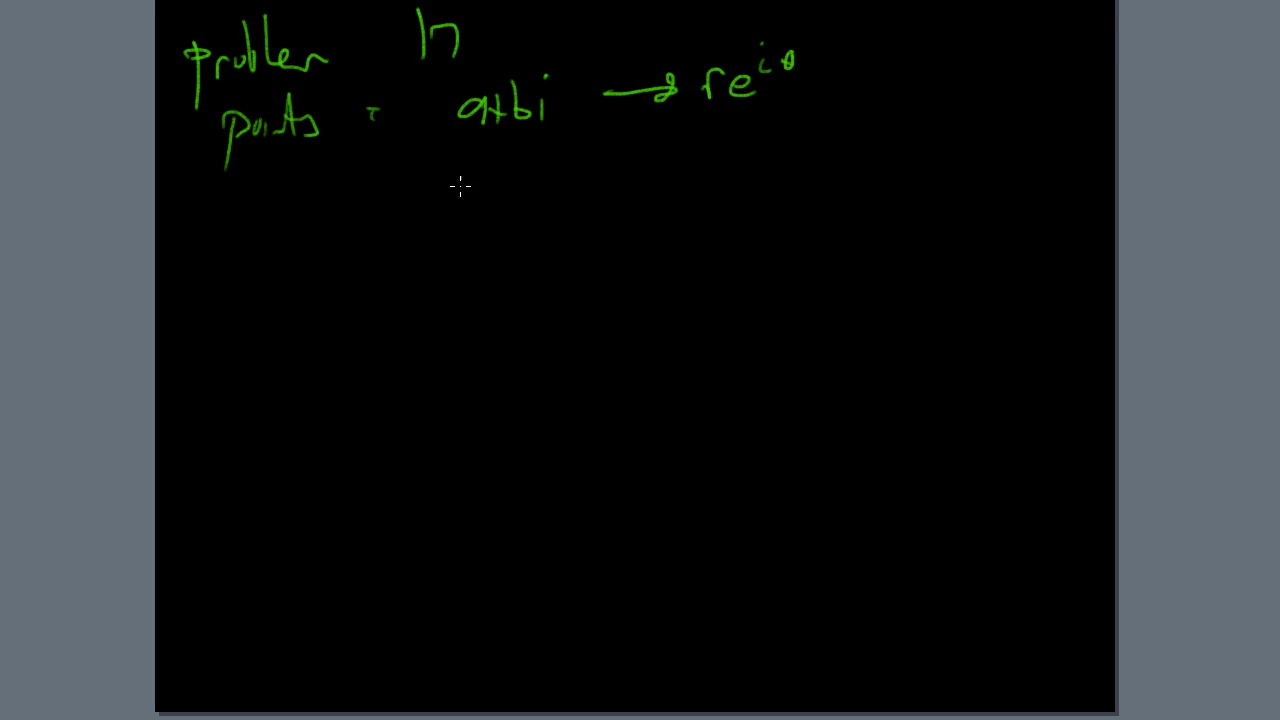 problem 17
points = a+bi → re^{iθ}